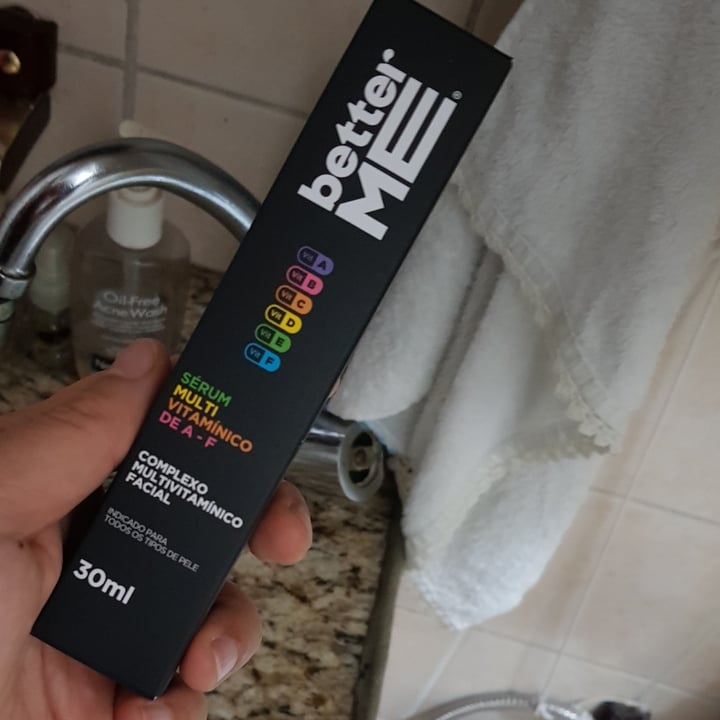 better
ME®
Vit A
Vit B
Vit C
Vit D
Vit E
Vit F
SÉRUM
MULTI
VITAMÍNICO
DE A - F
COMPLEXO
MULTIVITAMÍNICO
FACIAL
INDICADO PARA
TODOS OS TIPOS DE PELE
30ml
Oil-Free
Acne Wash